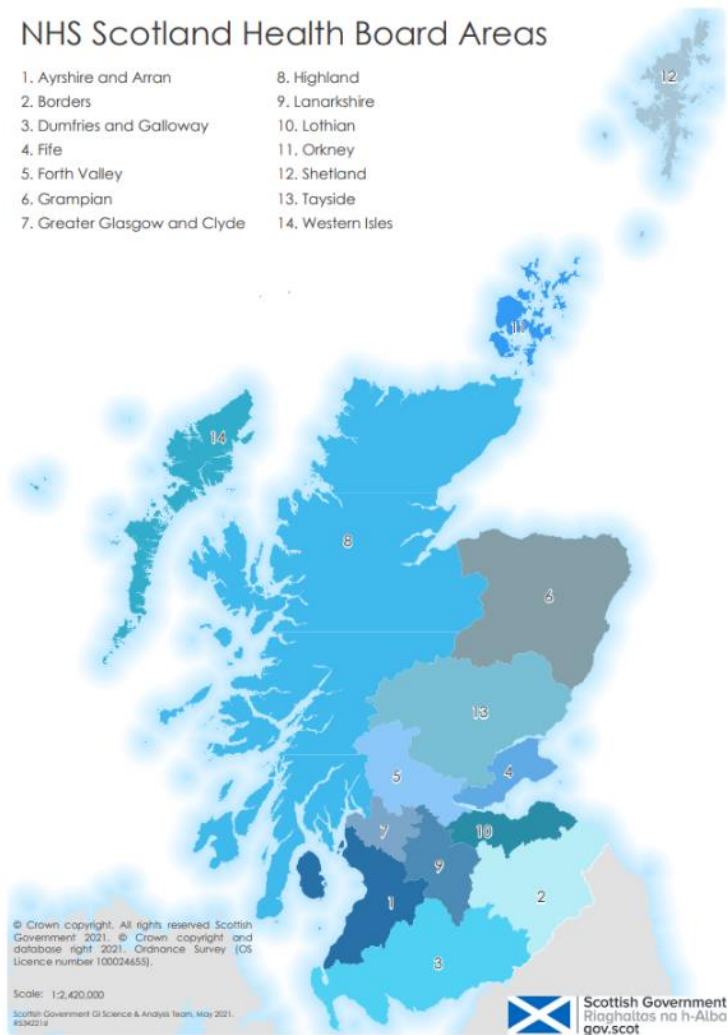 NHS Scotland Health Board Areas
1. Ayrshire and Arran
2. Borders
3. Dumfries and Galloway
4. Fife
5. Forth Valley
6. Grampian
7. Greater Glasgow and Clyde
8. Highland
9. Lanarkshire
10. Lothian
11. Orkney
12. Shetland
13. Tayside
14. Western Isles
12
11
14
8
6
13
5
4
7
10
9
1
2
3
© Crown copyright. All rights reserved Scottish
Government 2021. © Crown copyright and
database right 2021. Ordnance Survey (OS
Licence number 100024655).
Scale: 1:2,420,000
Scottish Government GI Science & Analysis Team, May 2021.
Scottish Government
Riaghaltas na h-Alba
gov.scot